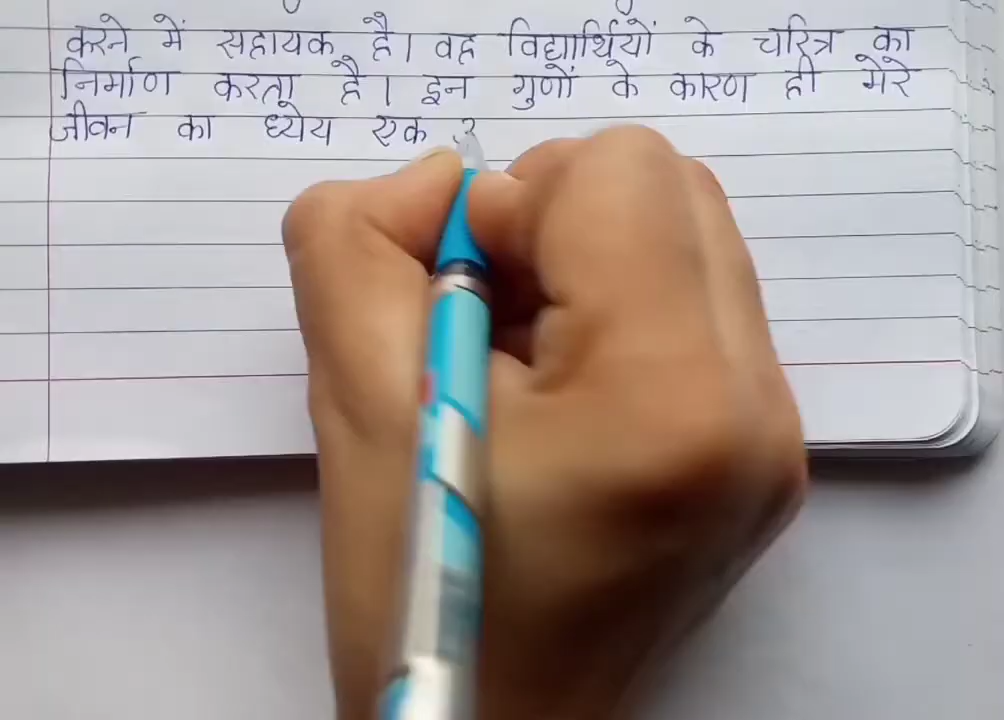 करने में सहायक है। वह विद्यार्थियों के चरित्र का
निर्माण करता है। इन गुणों के कारण ही मेरे
जीवन का ध्येय एक